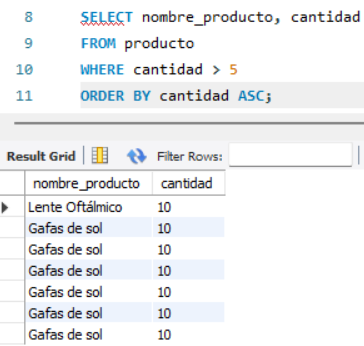 8 SELECT nombre_producto, cantidad
9 FROM producto
10 WHERE cantidad > 5
11 ORDER BY cantidad ASC;
Result Grid Filter Rows:
nombre_producto cantidad
Lente Oftálmico 10
Gafas de sol 10
Gafas de sol 10
Gafas de sol 10
Gafas de sol 10
Gafas de sol 10
Gafas de sol 10